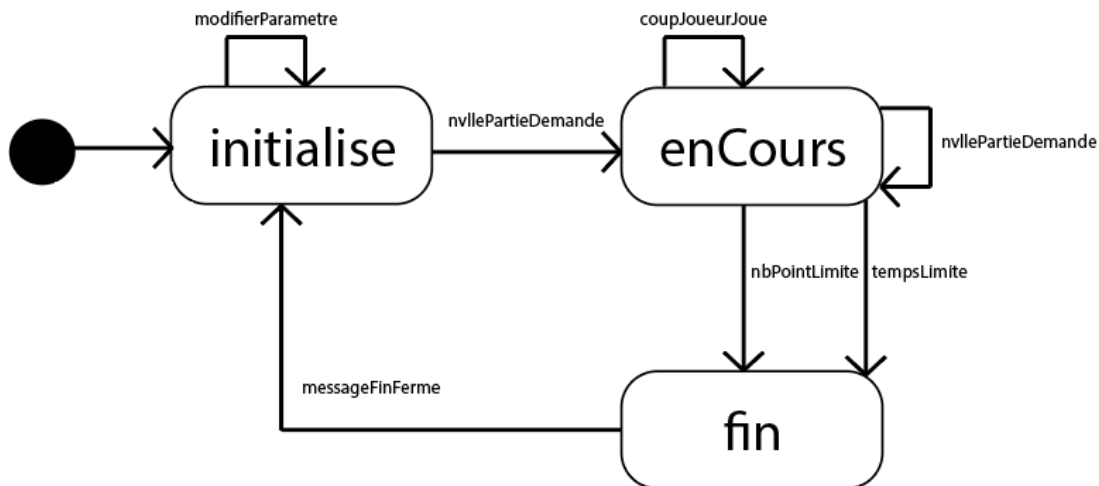 modifierParametre
coupJoueurJoue
initialise
nvllePartieDemande
enCours
nvllePartieDemande
nbPointLimite
tempsLimite
messageFinFerme
fin